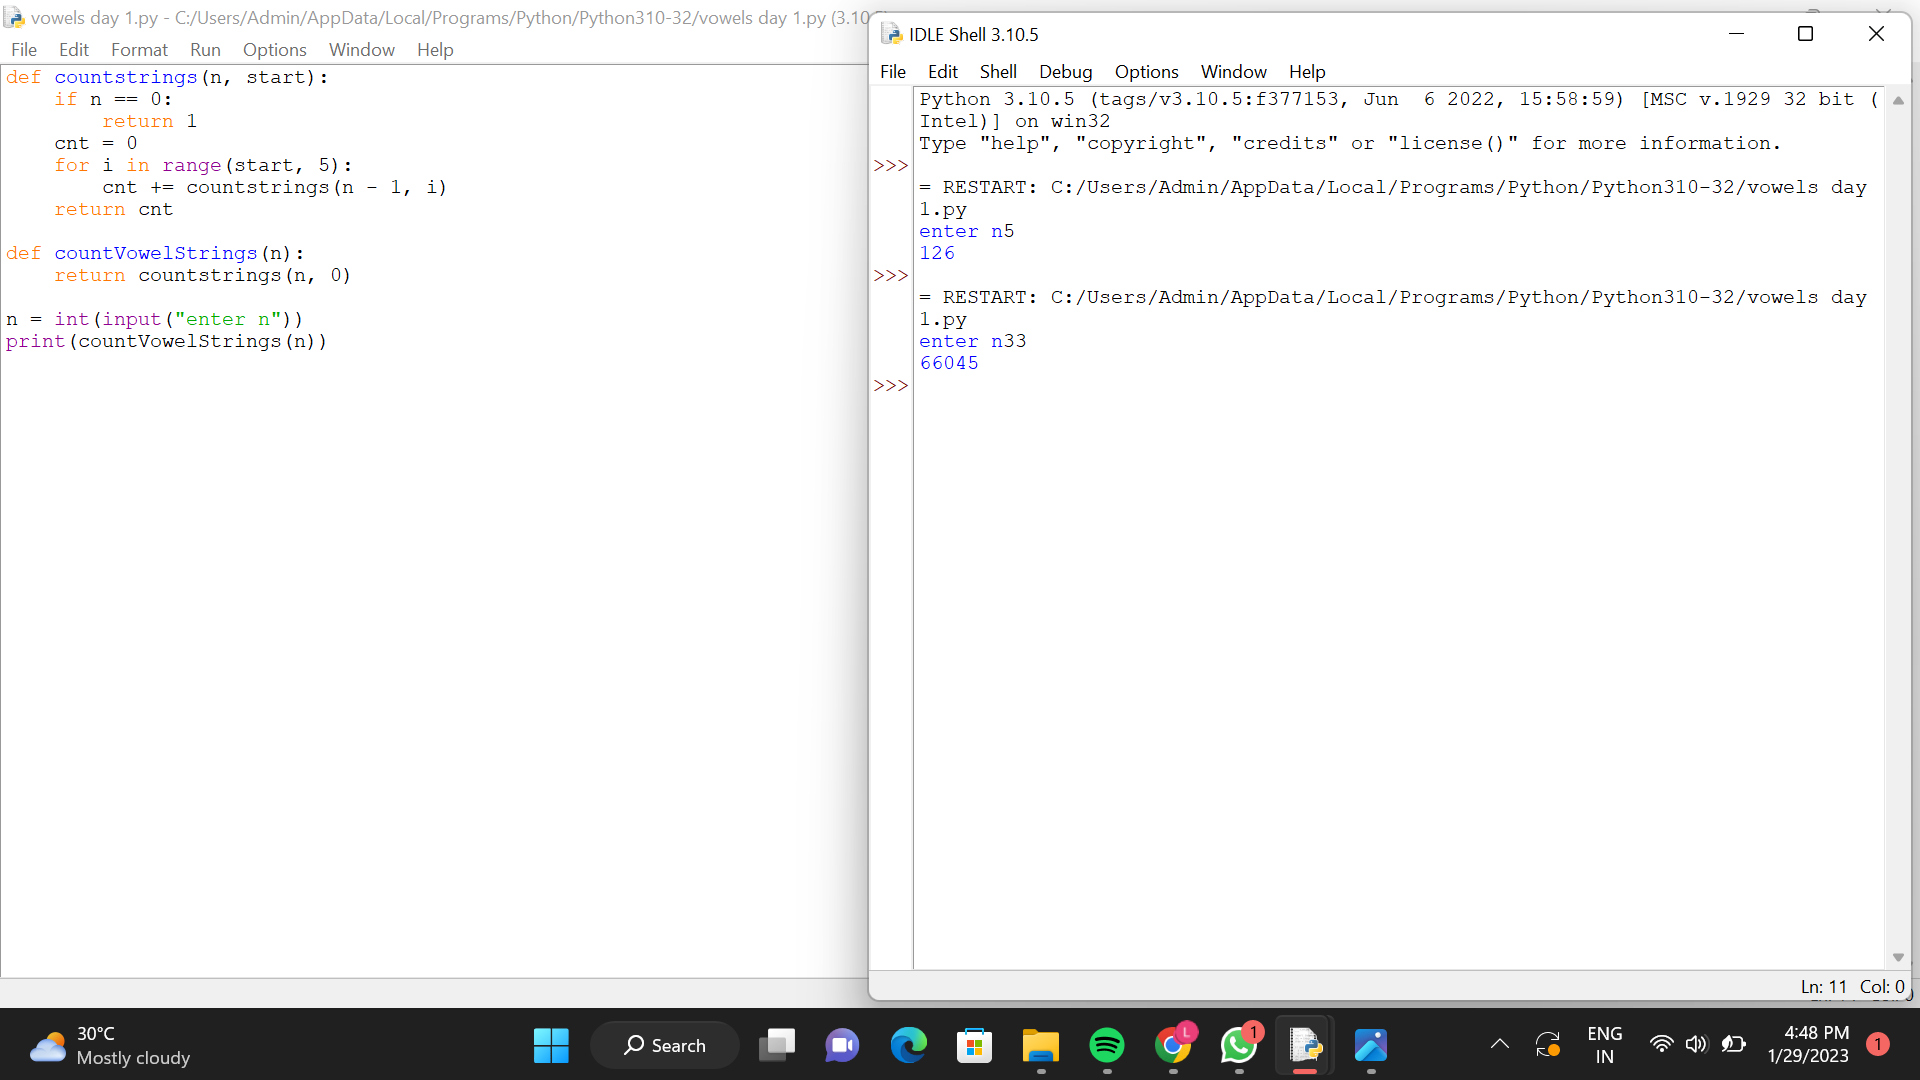 vowels day 1.py - C:/Users/Admin/AppData/Local/Programs/Python/Python310-32/vowels day 1.py (3.10
File Edit Format Run Options Window Help
def countstrings(n, start):
    if n == 0:
        return 1
    cnt = 0
    for i in range(start, 5):
        cnt += countstrings(n - 1, i)
    return cnt
def countVowelStrings(n):
    return countstrings(n, 0)
n = int(input("enter n"))
print(countVowelStrings(n))
IDLE Shell 3.10.5
File Edit Shell Debug Options Window Help
Python 3.10.5 (tags/v3.10.5:f377153, Jun  6 2022, 15:58:59) [MSC v.1929 32 bit (
Intel)] on win32
Type "help", "copyright", "credits" or "license()" for more information.
>>>
= RESTART: C:/Users/Admin/AppData/Local/Programs/Python/Python310-32/vowels day
1.py
enter n5
126
>>>
= RESTART: C:/Users/Admin/AppData/Local/Programs/Python/Python310-32/vowels day
1.py
enter n33
66045
>>>
Ln: 11 Col: 0
30°C
Mostly cloudy
Search
L
1
ENG
IN
4:48 PM
1/29/2023
1